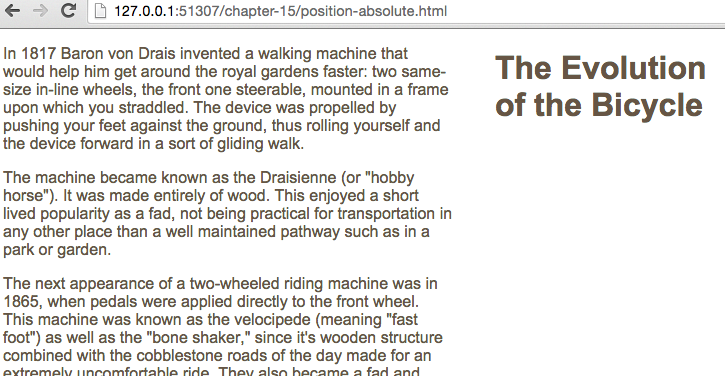 127.0.0.1:51307/chapter-15/position-absolute.html
In 1817 Baron von Drais invented a walking machine that
would help him get around the royal gardens faster: two same-
size in-line wheels, the front one steerable, mounted in a frame
upon which you straddled. The device was propelled by
pushing your feet against the ground, thus rolling yourself and
the device forward in a sort of gliding walk.
The machine became known as the Draisienne (or "hobby
horse"). It was made entirely of wood. This enjoyed a short
lived popularity as a fad, not being practical for transportation in
any other place than a well maintained pathway such as in a
park or garden.
The next appearance of a two-wheeled riding machine was in
1865, when pedals were applied directly to the front wheel.
This machine was known as the velocipede (meaning "fast
foot") as well as the "bone shaker," since it's wooden structure
combined with the cobblestone roads of the day made for an
extremely uncomfortable ride. They also became a fad and
The Evolution
of the Bicycle